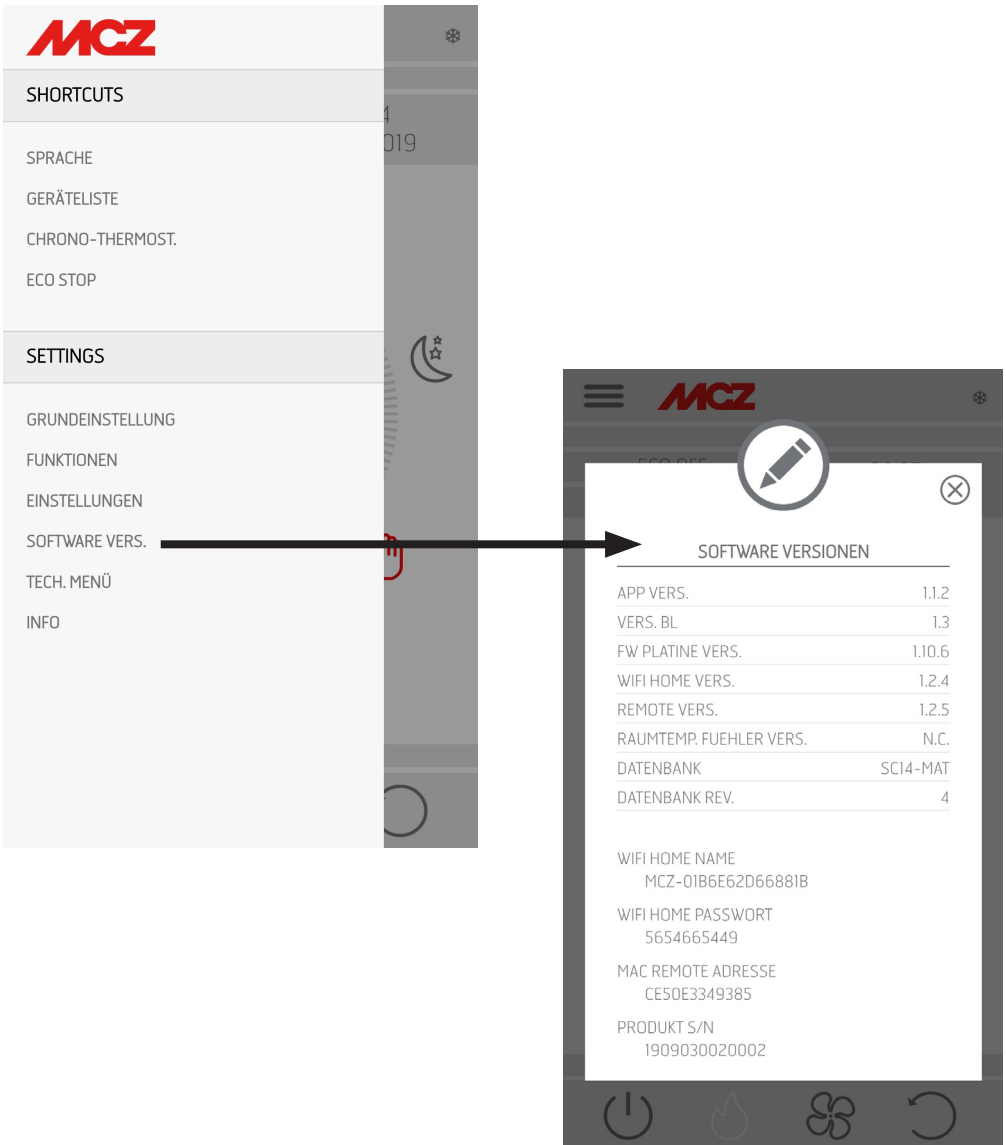 MCZ
SHORTCUTS
019
SPRACHE
GERÄTELISTE
CHRONO-THERMOST.
ECO STOP
SETTINGS
GRUNDEINSTELLUNG
FUNKTIONEN
EINSTELLUNGEN
SOFTWARE VERS.
TECH. MENÜ
INFO
MCZ
SOFTWARE VERSIONEN
APP VERS. 1.1.2
VERS. BL 1.3
FW PLATINE VERS. 1.10.6
WIFI HOME VERS. 1.2.4
REMOTE VERS. 1.2.5
RAUMTEMP. FUEHLER VERS. N.C.
DATENBANK SC14-MAT
DATENBANK REV. 4
WIFI HOME NAME
MCZ-01B6E62D66881B
WIFI HOME PASSWORT
5654665449
MAC REMOTE ADRESSE
CE50E3349385
PRODUKT S/N
1909030020002